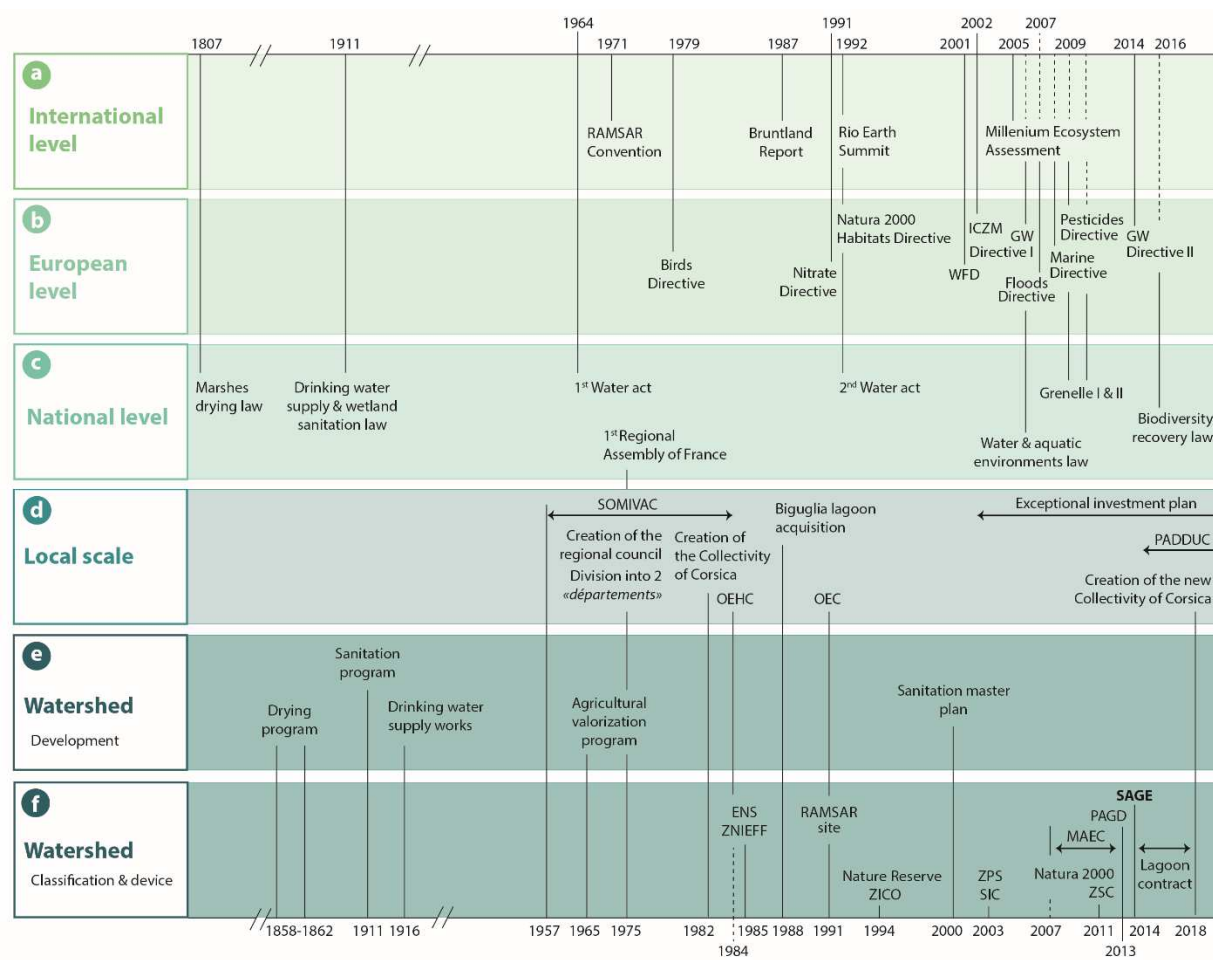 1964
1991
2002
2007
1807
1911
1971
1979
1987
1992
2001
2005
2009
2014
2016
a
International
level
RAMSAR
Convention
Bruntland
Report
Rio Earth
Summit
Millenium Ecosystem
Assessment
b
European
level
Birds
Directive
Nitrate
Directive
Natura 2000
Habitats Directive
WFD
ICZM
GW
Directive I
Floods
Directive
Marine
Directive
Pesticides
Directive
GW
Directive II
c
National level
Marshes
drying law
Drinking water
supply & wetland
sanitation law
1st Water act
2nd Water act
Grenelle I & II
Biodiversity
recovery law
1st Regional
Assembly of France
Water & aquatic
environments law
d
Local scale
SOMIVAC
Creation of the
regional council
Division into 2
«départements»
Creation of
the Collectivity
of Corsica
OEHC
Biguglia lagoon
acquisition
OEC
Exceptional investment plan
PADDUC
Creation of the new
Collectivity of Corsica
e
Watershed
Development
Drying
program
Sanitation
program
Drinking water
supply works
Agricultural
valorization
program
Sanitation master
plan
f
Watershed
Classification & device
ENS
ZNIEFF
RAMSAR
site
Nature Reserve
ZICO
ZPS
SIC
Natura 2000
ZSC
MAEC
PAGD
SAGE
Lagoon
contract
1858-1862
1911
1916
1957
1965
1975
1982
1984
1985
1988
1991
1994
2000
2003
2007
2011
2013
2014
2018